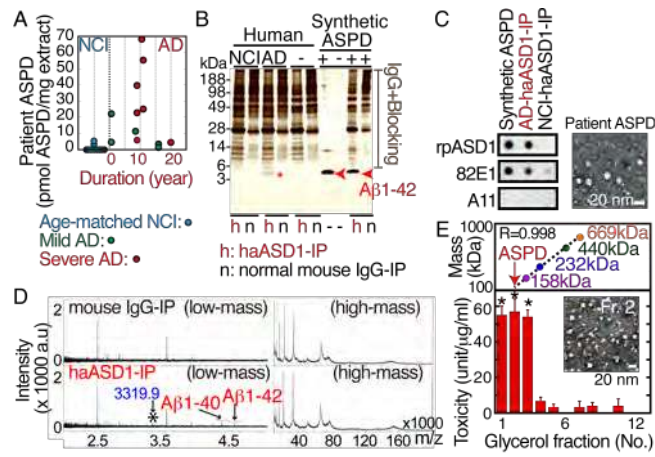 A
Patient ASPD
(pmol ASPD/mg extract)
70
60
50
40
30
20
10
0
NCI
AD
0 10 20
Duration (year)
Age-matched NCI:
Mild AD:
Severe AD:
B
Human
Synthetic
ASPD
NCI AD - + - + +
kDa
188
98
49
28
14
6
3
IgG+Blocking
Aβ1-42
h n h n h n - - h n
h: haASD1-IP
n: normal mouse IgG-IP
C
Synthetic ASPD
AD-haASD1-IP
NCI-haASD1-IP
rpASD1
82E1
A11
Patient ASPD
20 nm
D
Intensity
(x 1000 a.u)
2
1
0
mouse IgG-IP (low-mass)
(high-mass)
2
1
0
haASD1-IP (low-mass)
(high-mass)
3319.9
*
*
Aβ1-40
Aβ1-42
2.5 3.5 4.5
40 80 120 160
x1000
m/z
E
Mass
(kDa)
1000
100
R=0.998
ASPD
669kDa
440kDa
232kDa
158kDa
Toxicity (unit/µg/ml)
60
40
20
0
* * *
Fr. 2
20 nm
1 6 12
Glycerol fraction (No.)